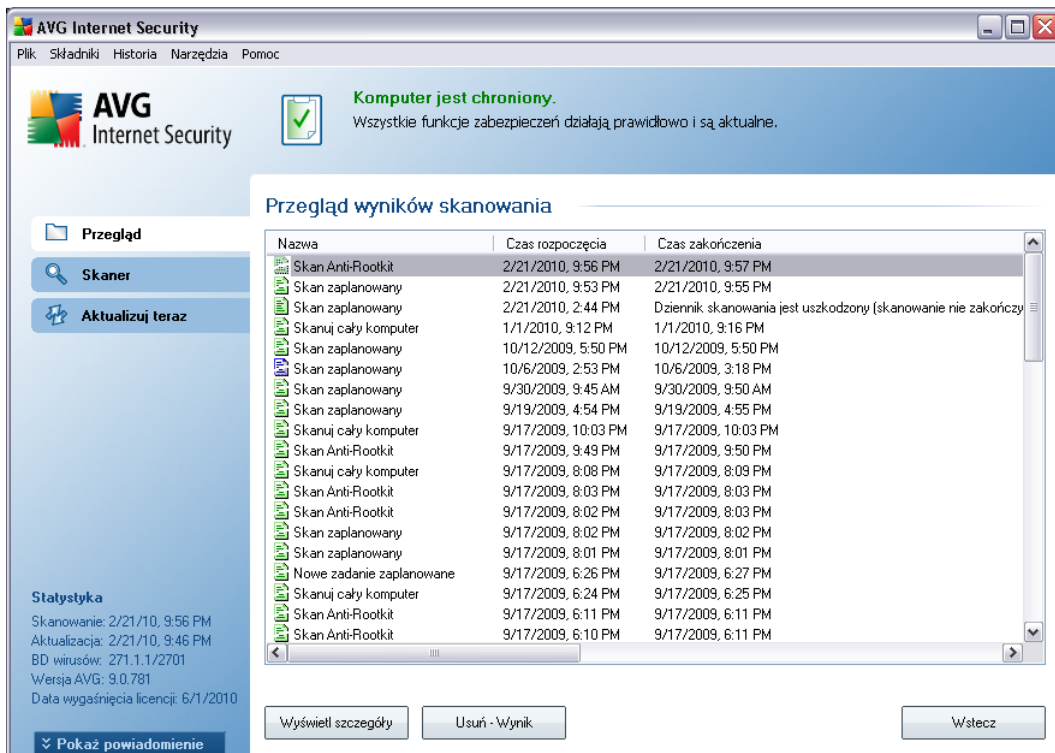 AVG Internet Security
Plik Składniki Historia Narzędzia Pomoc
AVG
Internet Security
Komputer jest chroniony.
Wszystkie funkcje zabezpieczeń działają prawidłowo i są aktualne.
Przegląd
Skaner
Aktualizuj teraz
Przegląd wyników skanowania
Nazwa Czas rozpoczęcia Czas zakończenia
Skan Anti-Rootkit 2/21/2010, 9:56 PM 2/21/2010, 9:57 PM
Skan zaplanowany 2/21/2010, 9:53 PM 2/21/2010, 9:55 PM
Skan zaplanowany 2/21/2010, 2:44 PM Dziennik skanowania jest uszkodzony (skanowanie nie zakończy
Skanuj cały komputer 1/1/2010, 9:12 PM 1/1/2010, 9:16 PM
Skan zaplanowany 10/12/2009, 5:50 PM 10/12/2009, 5:50 PM
Skan zaplanowany 10/6/2009, 2:53 PM 10/6/2009, 3:18 PM
Skan zaplanowany 9/30/2009, 9:45 AM 9/30/2009, 9:50 AM
Skan zaplanowany 9/19/2009, 4:54 PM 9/19/2009, 4:55 PM
Skanuj cały komputer 9/17/2009, 10:03 PM 9/17/2009, 10:03 PM
Skan Anti-Rootkit 9/17/2009, 9:49 PM 9/17/2009, 9:50 PM
Skanuj cały komputer 9/17/2009, 8:08 PM 9/17/2009, 8:09 PM
Skan Anti-Rootkit 9/17/2009, 8:03 PM 9/17/2009, 8:03 PM
Skan Anti-Rootkit 9/17/2009, 8:02 PM 9/17/2009, 8:03 PM
Skan zaplanowany 9/17/2009, 8:02 PM 9/17/2009, 8:02 PM
Skan zaplanowany 9/17/2009, 8:01 PM 9/17/2009, 8:01 PM
Nowe zadanie zaplanowane 9/17/2009, 6:26 PM 9/17/2009, 6:27 PM
Skanuj cały komputer 9/17/2009, 6:24 PM 9/17/2009, 6:25 PM
Skan Anti-Rootkit 9/17/2009, 6:11 PM 9/17/2009, 6:11 PM
Skan Anti-Rootkit 9/17/2009, 6:10 PM 9/17/2009, 6:11 PM
Statystyka
Skanowanie: 2/21/10, 9:56 PM
Aktualizacja: 2/21/10, 9:46 PM
BD wirusów: 271.1.1/2701
Wersja AVG: 9.0.781
Data wygaśnięcia licencji: 6/1/2010
Pokaż powiadomienie
Wyświetl szczegóły Usuń - Wynik Wstecz